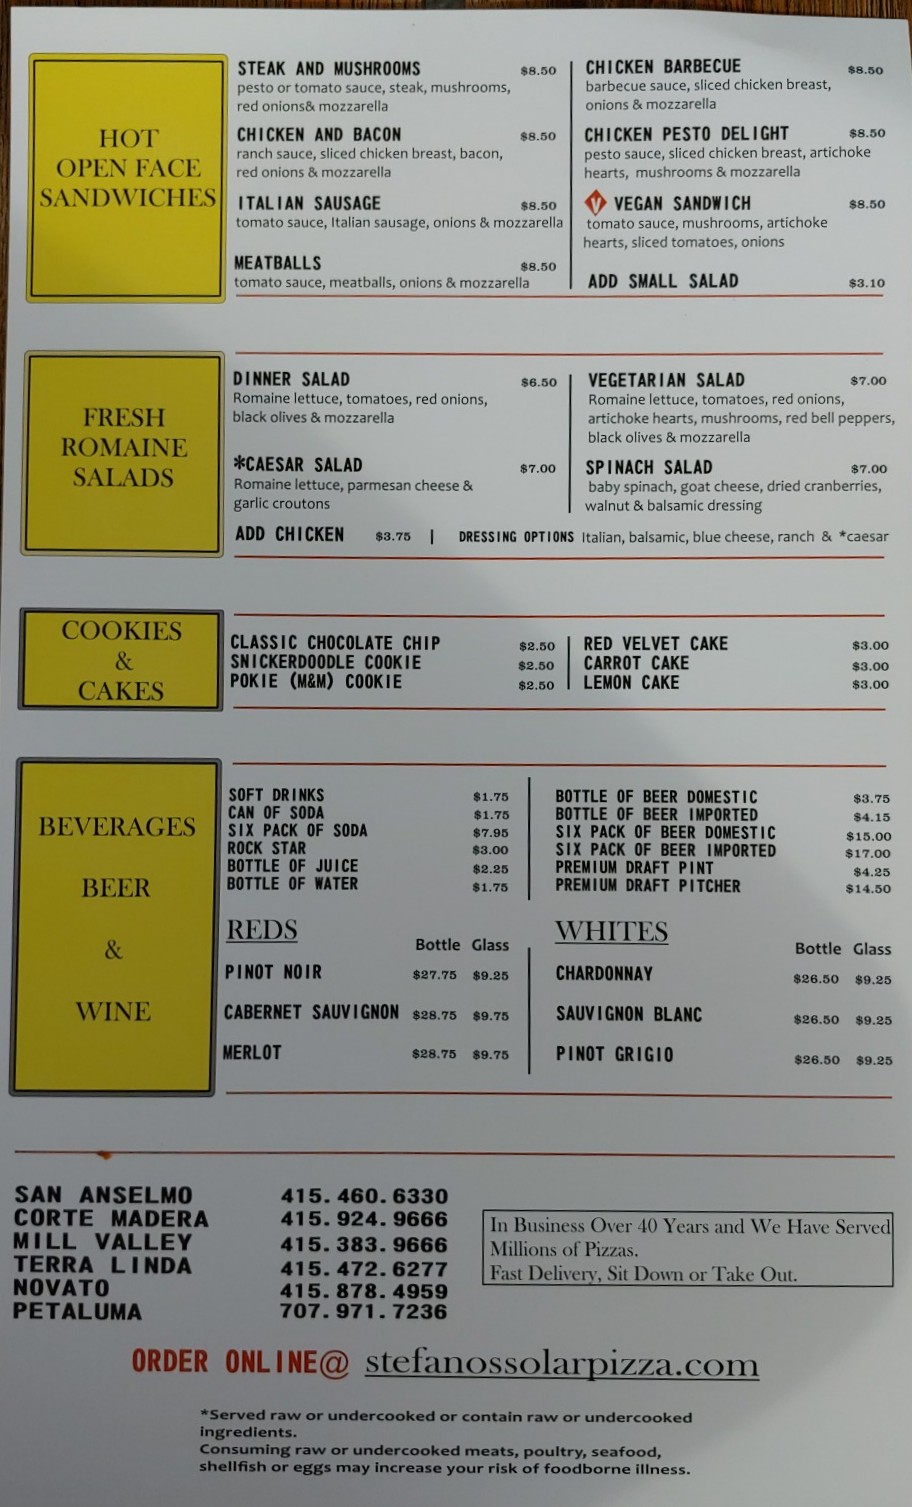 HOT
OPEN FACE
SANDWICHES
STEAK AND MUSHROOMS $8.50
pesto or tomato sauce, steak, mushrooms,
red onions& mozzarella
CHICKEN AND BACON $8.50
ranch sauce, sliced chicken breast, bacon,
red onions & mozzarella
ITALIAN SAUSAGE $8.50
tomato sauce, Italian sausage, onions & mozzarella
MEATBALLS $8.50
tomato sauce, meatballs, onions & mozzarella
CHICKEN BARBECUE $8.50
barbecue sauce, sliced chicken breast,
onions & mozzarella
CHICKEN PESTO DELIGHT $8.50
pesto sauce, sliced chicken breast, artichoke
hearts, mushrooms & mozzarella
V VEGAN SANDWICH $8.50
tomato sauce, mushrooms, artichoke
hearts, sliced tomatoes, onions
ADD SMALL SALAD $3.10
FRESH
ROMAINE
SALADS
DINNER SALAD $6.50
Romaine lettuce, tomatoes, red onions,
black olives & mozzarella
*CAESAR SALAD $7.00
Romaine lettuce, parmesan cheese &
garlic croutons
VEGETARIAN SALAD $7.00
Romaine lettuce, tomatoes, red onions,
artichoke hearts, mushrooms, red bell peppers,
black olives & mozzarella
SPINACH SALAD $7.00
baby spinach, goat cheese, dried cranberries,
walnut & balsamic dressing
ADD CHICKEN $3.75 | DRESSING OPTIONS Italian, balsamic, blue cheese, ranch & *caesar
COOKIES
&
CAKES
CLASSIC CHOCOLATE CHIP $2.50
SNICKERDOODLE COOKIE $2.50
POKIE (M&M) COOKIE $2.50
RED VELVET CAKE $3.00
CARROT CAKE $3.00
LEMON CAKE $3.00
BEVERAGES
BEER
&
WINE
SOFT DRINKS $1.75
CAN OF SODA $1.75
SIX PACK OF SODA $7.95
ROCK STAR $3.00
BOTTLE OF JUICE $2.25
BOTTLE OF WATER $1.75
BOTTLE OF BEER DOMESTIC $3.75
BOTTLE OF BEER IMPORTED $4.15
SIX PACK OF BEER DOMESTIC $15.00
SIX PACK OF BEER IMPORTED $17.00
PREMIUM DRAFT PINT $4.25
PREMIUM DRAFT PITCHER $14.50
REDS
Bottle Glass
PINOT NOIR $27.75 $9.25
CABERNET SAUVIGNON $28.75 $9.75
MERLOT $28.75 $9.75
WHITES
Bottle Glass
CHARDONNAY $26.50 $9.25
SAUVIGNON BLANC $26.50 $9.25
PINOT GRIGIO $26.50 $9.25
SAN ANSELMO 415.460.6330
CORTE MADERA 415.924.9666
MILL VALLEY 415.383.9666
TERRA LINDA 415.472.6277
NOVATO 415.878.4959
PETALUMA 707.971.7236
In Business Over 40 Years and We Have Served
Millions of Pizzas.
Fast Delivery, Sit Down or Take Out.
ORDER ONLINE@ stefanossolarpizza.com
*Served raw or undercooked or contain raw or undercooked
ingredients.
Consuming raw or undercooked meats, poultry, seafood,
shellfish or eggs may increase your risk of foodborne illness.